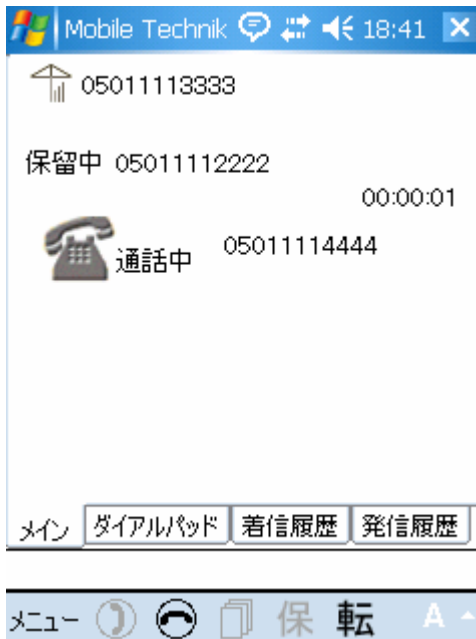 Mobile Technik 18:41
05011113333
保留中 05011112222
00:00:01
通話中 05011114444
メイン ダイアルパッド 着信履歴 発信履歴
メニュー 保 転 A